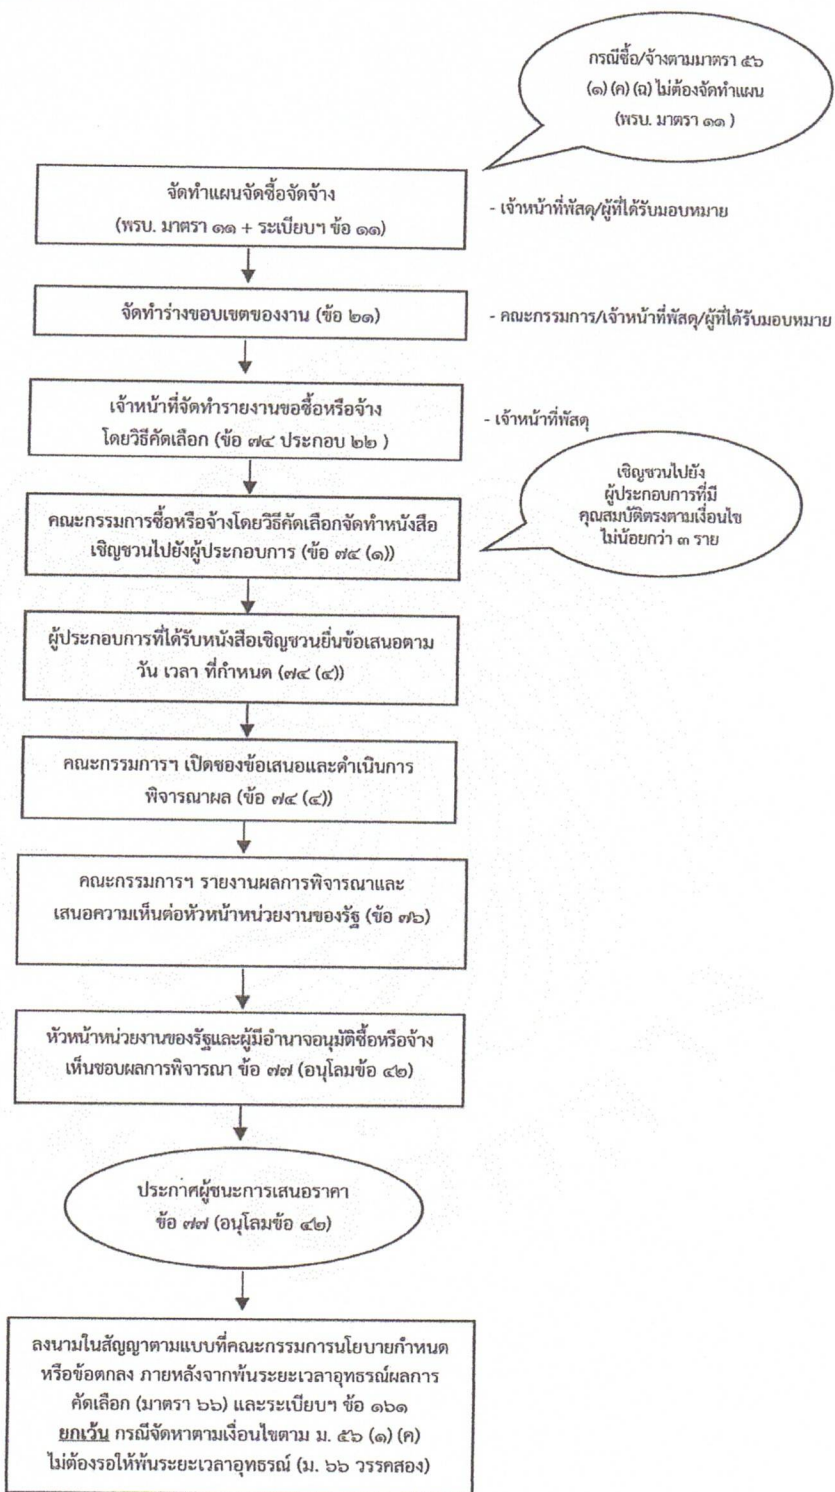 กรณีซื้อ/จ้างตามมาตรา ๕๖
(๑) (ค) (ฉ) ไม่ต้องจัดทำแผน
(พรบ. มาตรา ๑๑ )
จัดทำแผนจัดซื้อจัดจ้าง
(พรบ. มาตรา ๑๑ + ระเบียบฯ ข้อ ๑๑)
- เจ้าหน้าที่พัสดุ/ผู้ที่ได้รับมอบหมาย
จัดทำร่างขอบเขตของงาน (ข้อ ๒๑)
- คณะกรรมการ/เจ้าหน้าที่พัสดุ/ผู้ที่ได้รับมอบหมาย
เจ้าหน้าที่จัดทำรายงานขอซื้อหรือจ้าง
โดยวิธีคัดเลือก (ข้อ ๗๔ ประกอบ ๒๒ )
- เจ้าหน้าที่พัสดุ
เชิญชวนไปยัง
ผู้ประกอบการที่มี
คุณสมบัติตรงตามเงื่อนไข
ไม่น้อยกว่า ๓ ราย
คณะกรรมการซื้อหรือจ้างโดยวิธีคัดเลือกจัดทำหนังสือ
เชิญชวนไปยังผู้ประกอบการ (ข้อ ๗๔ (๑))
ผู้ประกอบการที่ได้รับหนังสือเชิญชวนยื่นข้อเสนอตาม
วัน เวลา ที่กำหนด (๗๔ (๔))
คณะกรรมการฯ เปิดซองข้อเสนอและดำเนินการ
พิจารณาผล (ข้อ ๗๔ (๔))
คณะกรรมการฯ รายงานผลการพิจารณาและ
เสนอความเห็นต่อหัวหน้าหน่วยงานของรัฐ (ข้อ ๗๖)
หัวหน้าหน่วยงานของรัฐและผู้มีอำนาจอนุมัติซื้อหรือจ้าง
เห็นชอบผลการพิจารณา ข้อ ๗๗ (อนุโลมข้อ ๔๒)
ประกาศผู้ชนะการเสนอราคา
ข้อ ๗๗ (อนุโลมข้อ ๔๒)
ลงนามในสัญญาตามแบบที่คณะกรรมการนโยบายกำหนด
หรือข้อตกลง ภายหลังจากพ้นระยะเวลาอุทธรณ์ผลการ
คัดเลือก (มาตรา ๖๖) และระเบียบฯ ข้อ ๑๖๑
ยกเว้น กรณีจัดหาตามเงื่อนไขตาม ม. ๕๖ (๑) (ค)
ไม่ต้องรอให้พ้นระยะเวลาอุทธรณ์ (ม. ๖๖ วรรคสอง)